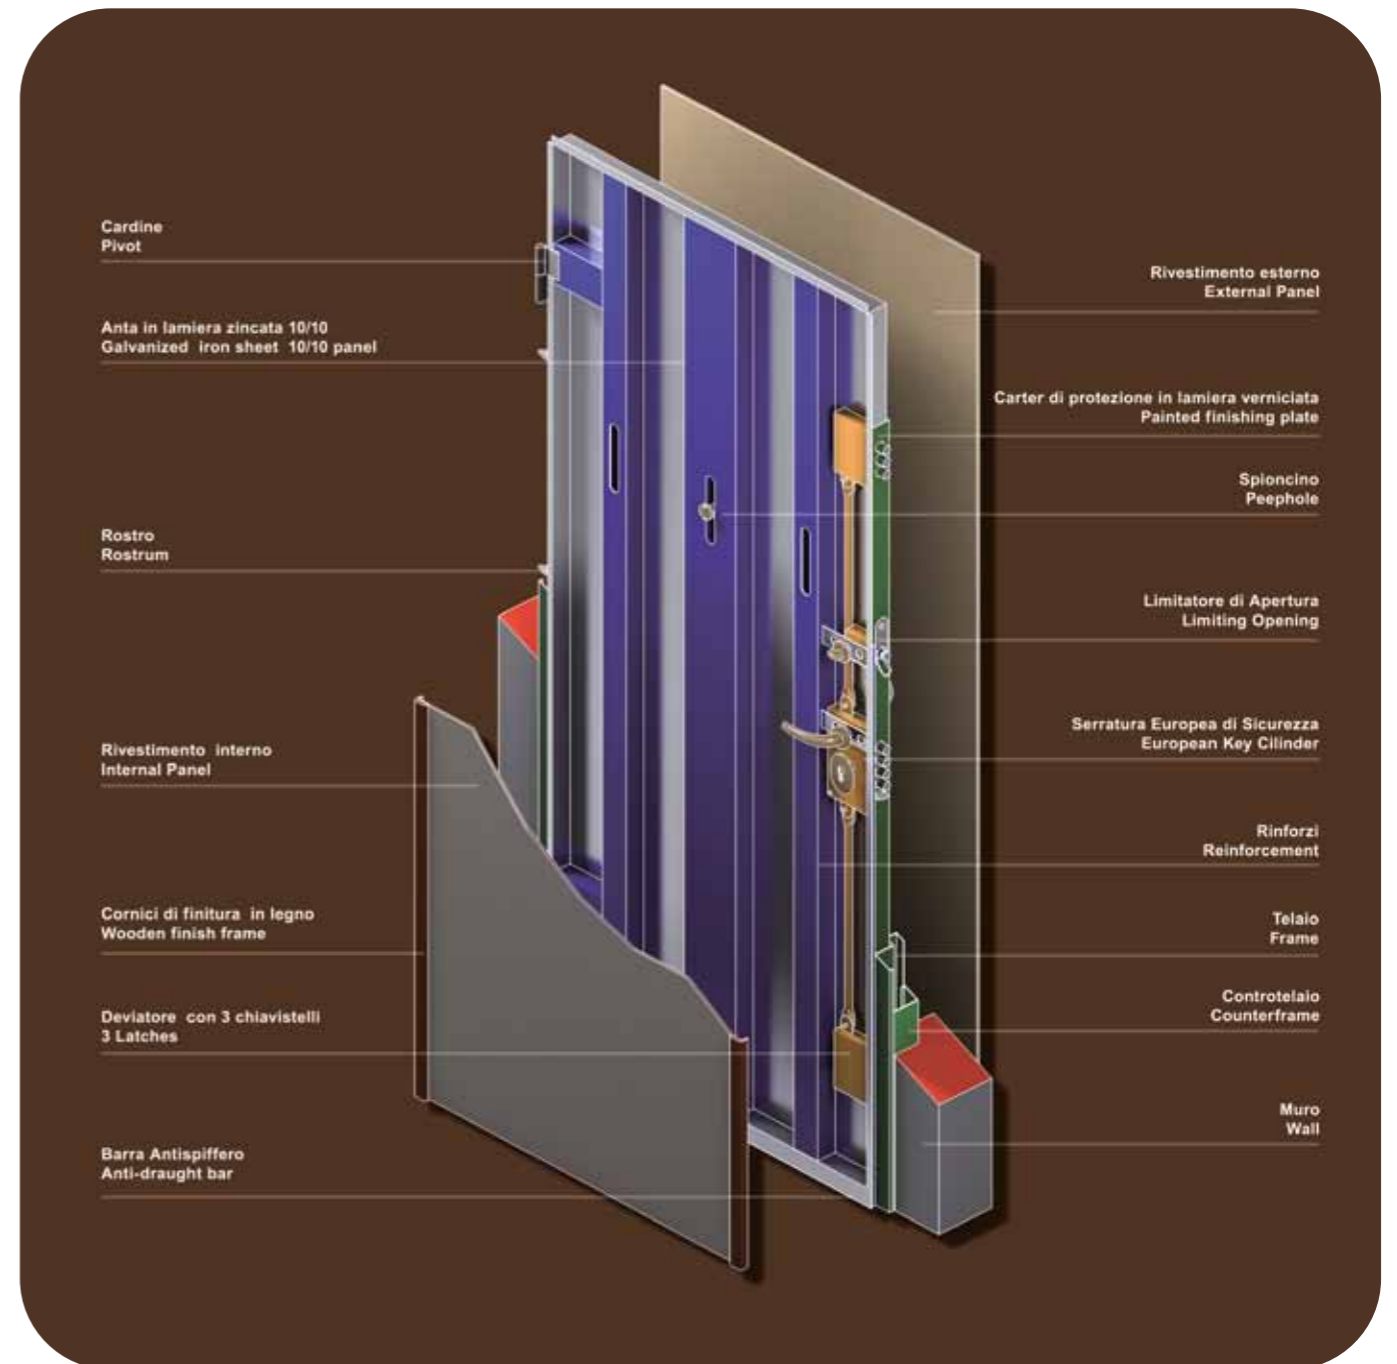 Cardine
Pivot
Anta in lamiera zincata 10/10
Galvanized iron sheet 10/10 panel
Rostro
Rostrum
Rivestimento interno
Internal Panel
Cornici di finitura in legno
Wooden finish frame
Deviatore con 3 chiavistelli
3 Latches
Barra Antispiffero
Anti-draught bar
Rivestimento esterno
External Panel
Carter di protezione in lamiera verniciata
Painted finishing plate
Spioncino
Peephole
Limitatore di Apertura
Limiting Opening
Serratura Europea di Sicurezza
European Key Cilinder
Rinforzi
Reinforcement
Telaio
Frame
Controtelaio
Counterframe
Muro
Wall